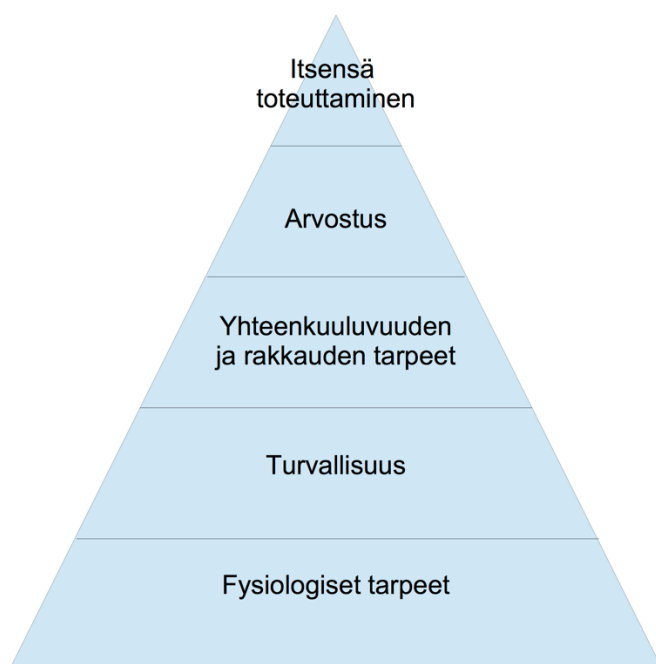 Itsensä
toteuttaminen
Arvostus
Yhteenkuuluvuuden
ja rakkauden tarpeet
Turvallisuus
Fysiologiset tarpeet